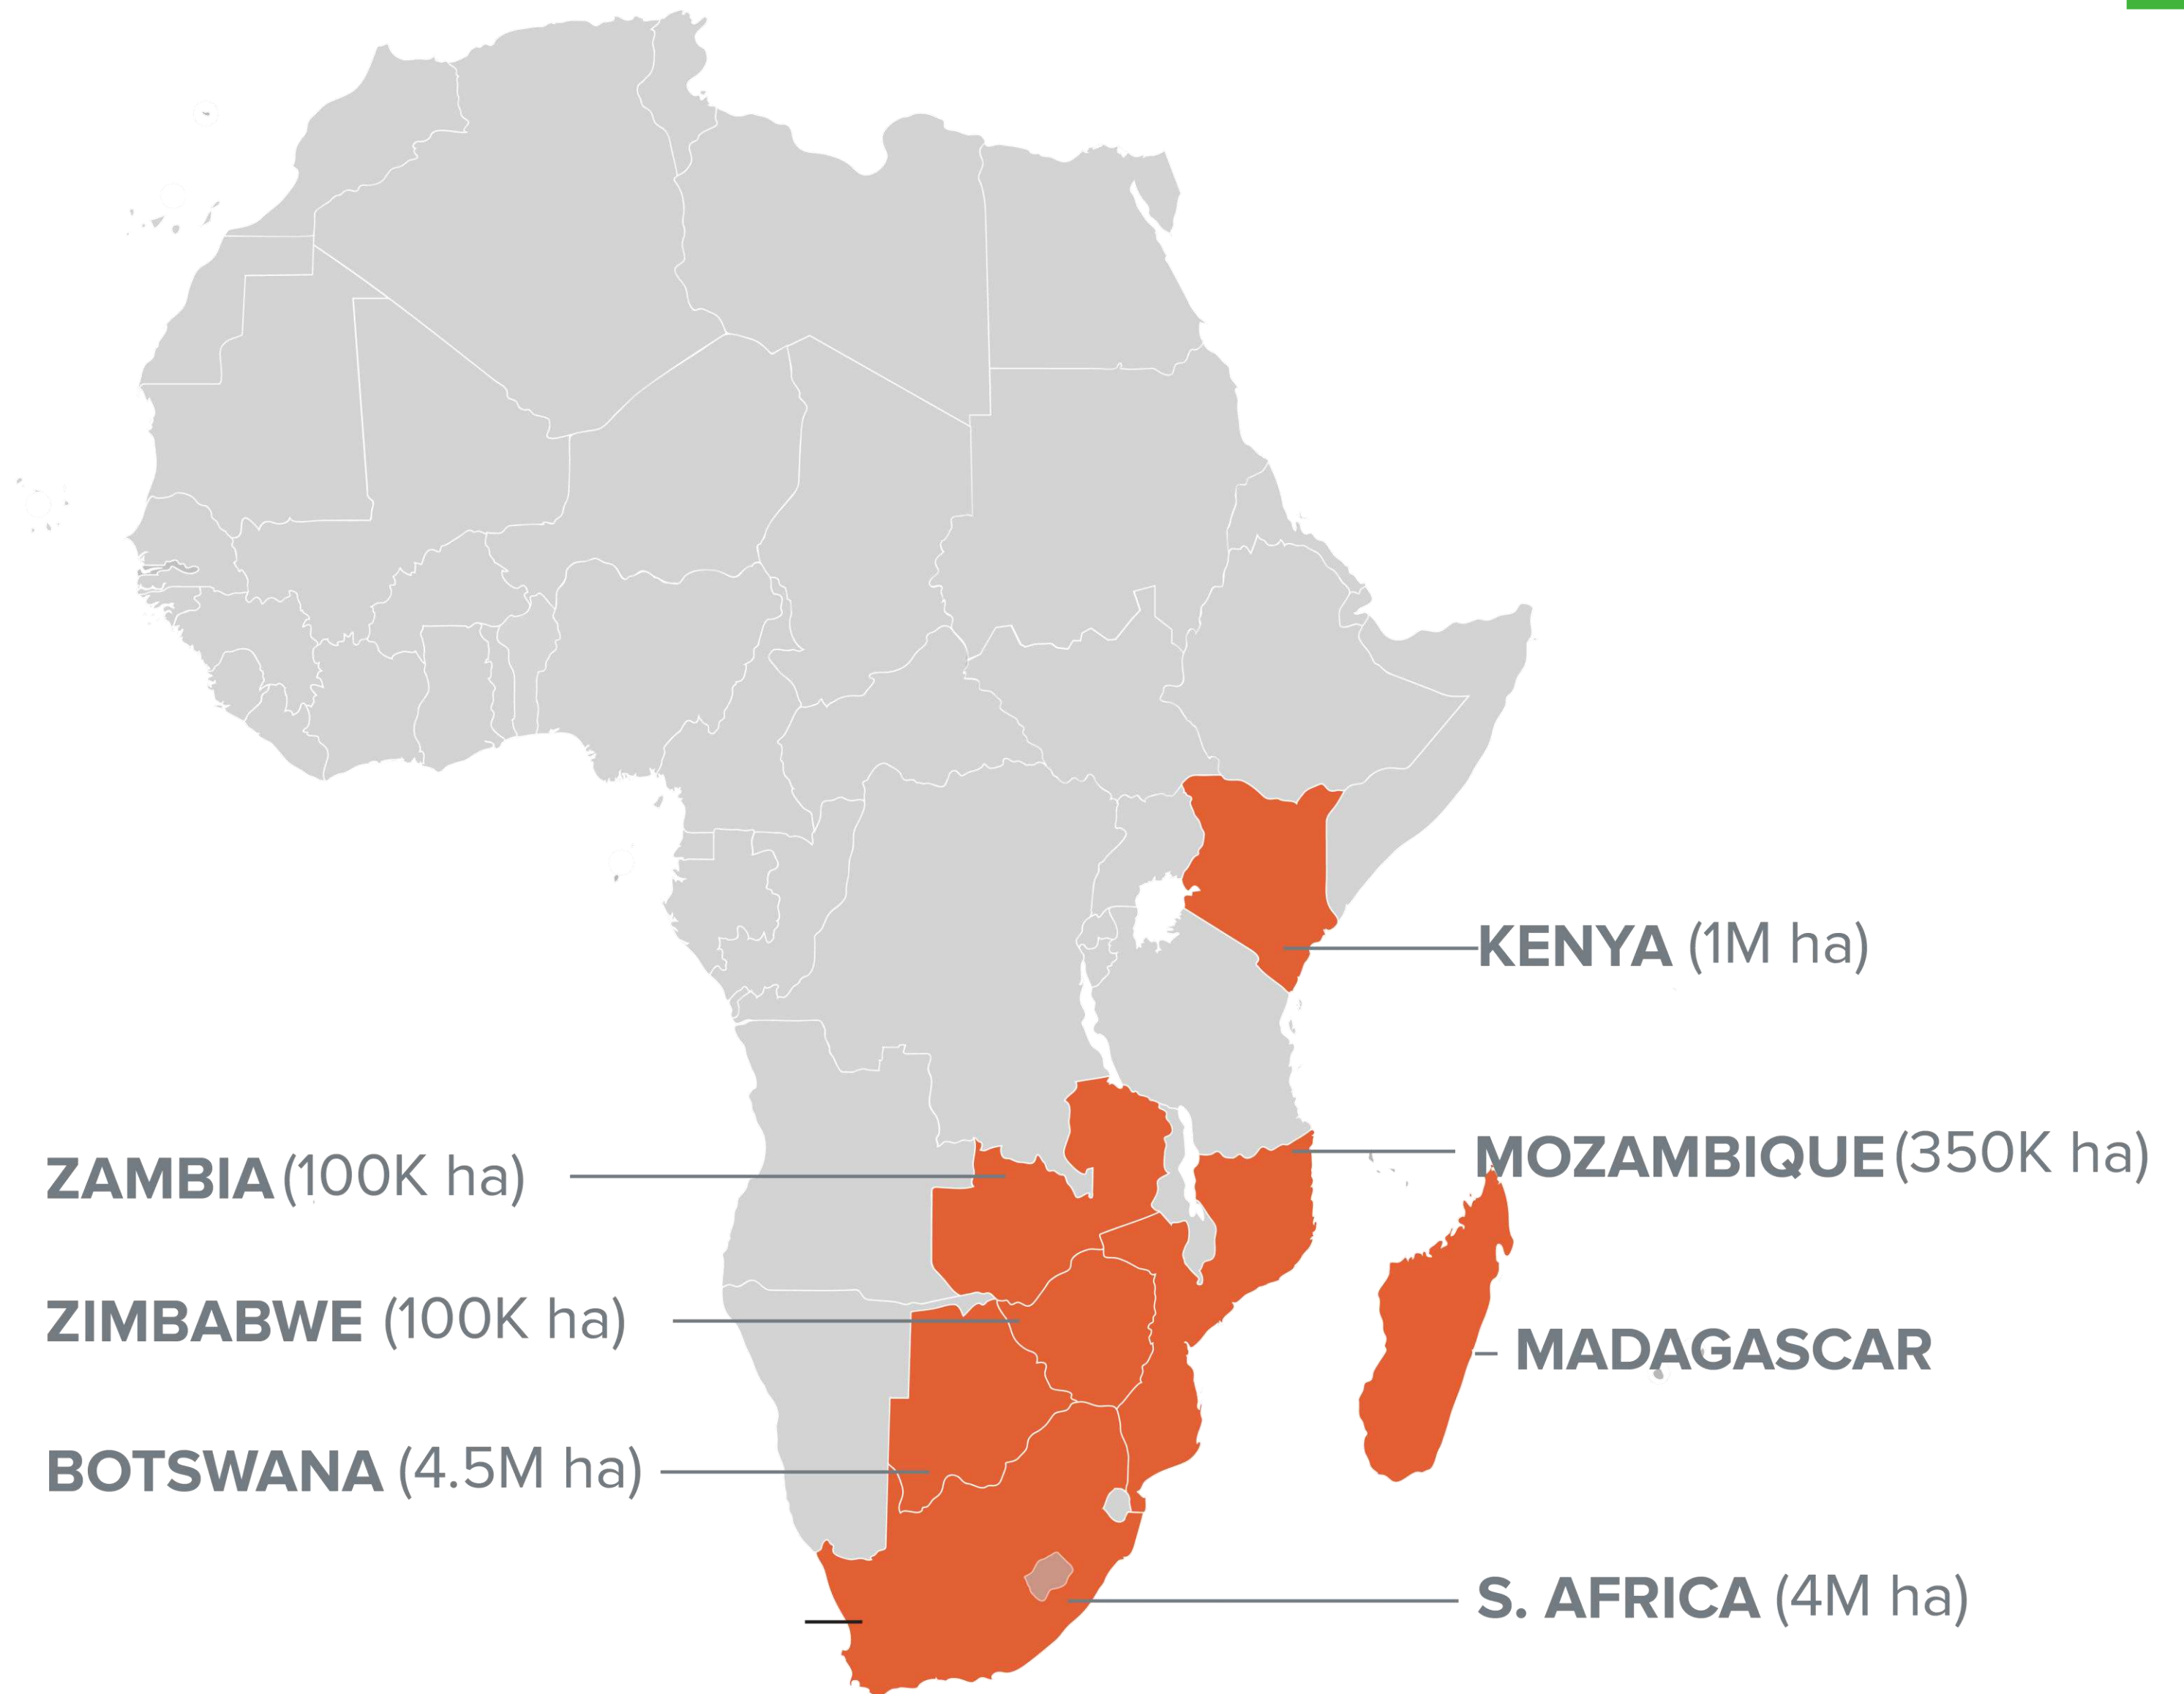 KENYA (1M ha)
ZAMBIA (100K ha)
MOZAMBIQUE(350K ha)
ZIMBABWE (100K ha)
MADAGASCAR
BOTSWANA (4.5M ha)
S. AFRICA (4M ha)